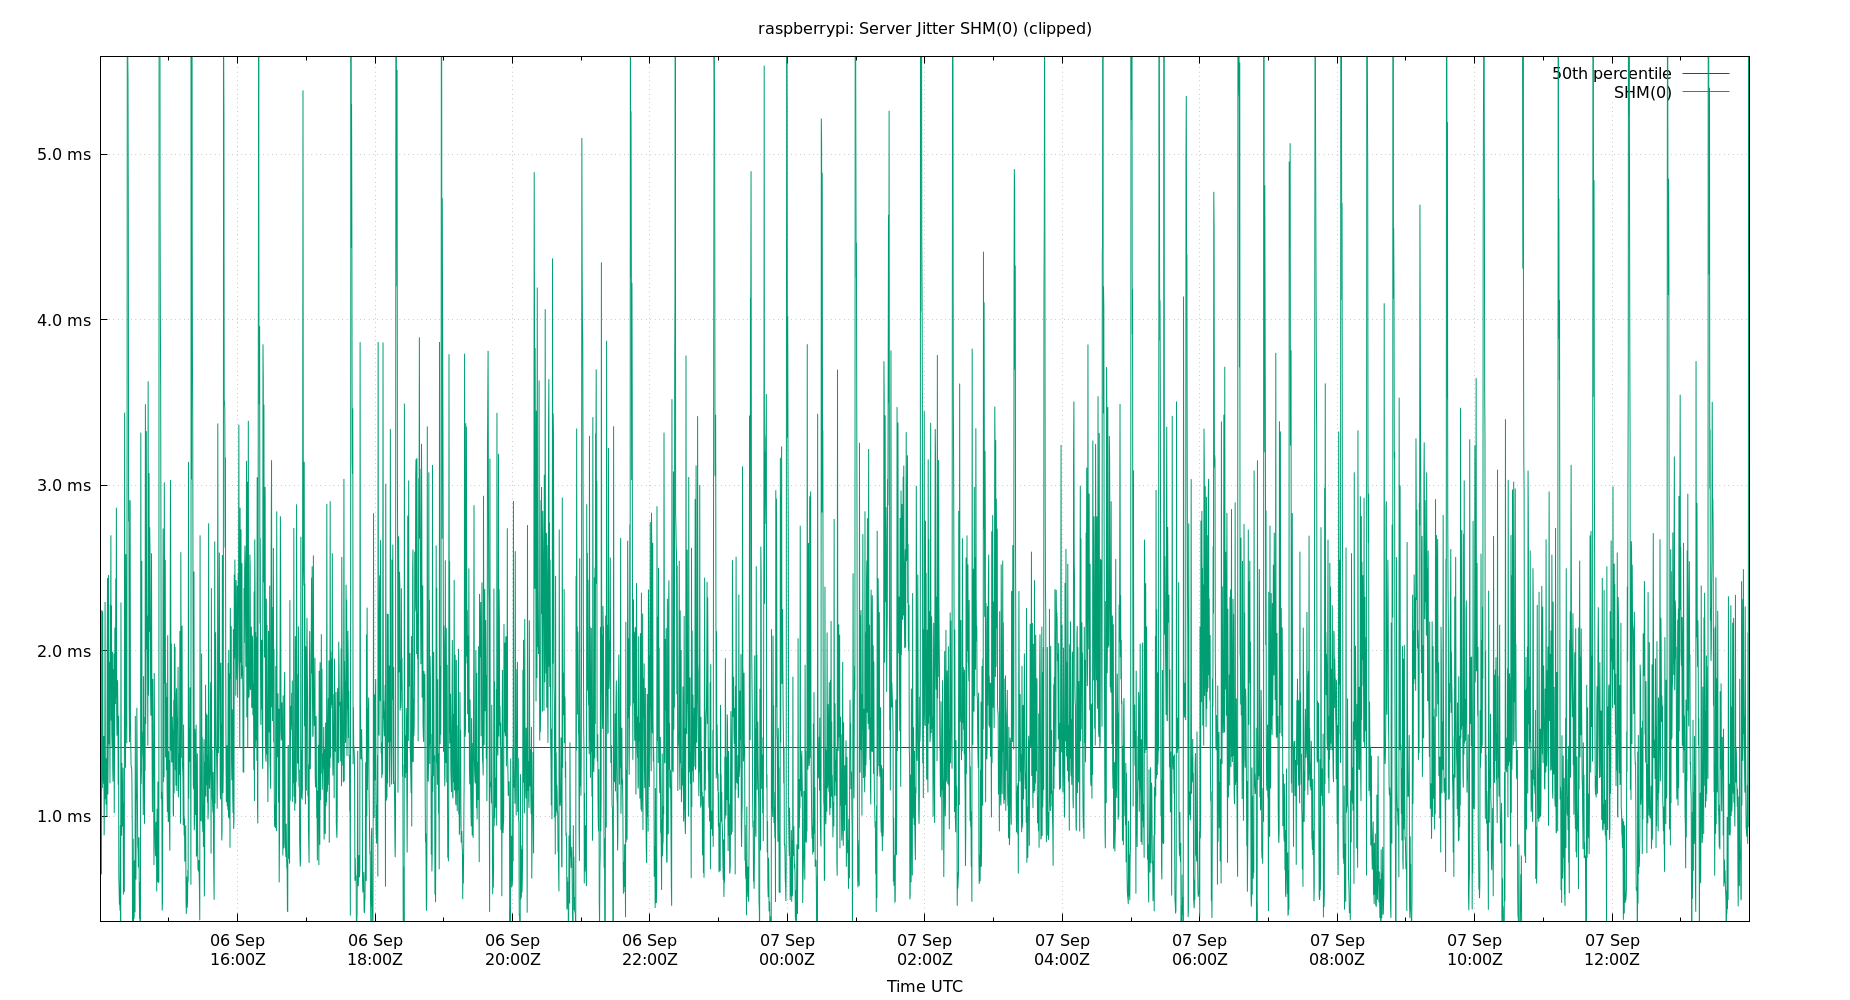 raspberrypi: Server Jitter SHM(0) (clipped)
50th percentile
SHM(0)
5.0 ms
4.0 ms
3.0 ms
2.0 ms
1.0 ms
06 Sep 06 Sep 06 Sep 06 Sep 07 Sep 07 Sep 07 Sep 07 Sep 07 Sep 07 Sep 07 Sep
16:00Z 18:00Z 20:00Z 22:00Z 00:00Z 02:00Z 04:00Z 06:00Z 08:00Z 10:00Z 12:00Z
Time UTC